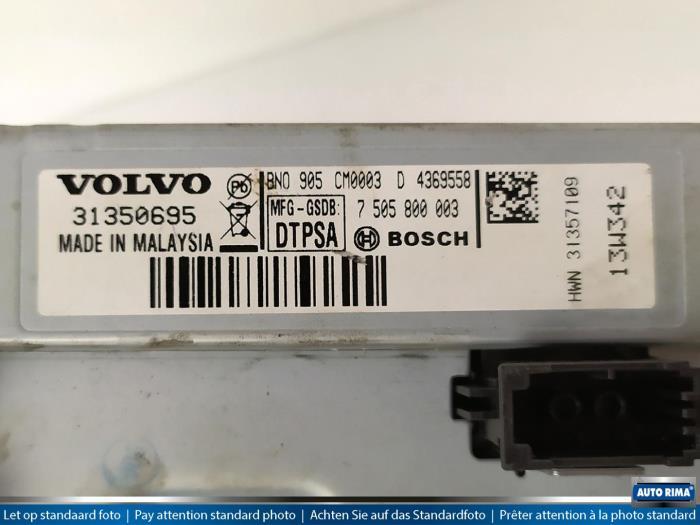 VOLVO
31350695
MADE IN MALAYSIA
Pb
BNO 905 CM0003 D 4369558
MFG-GSDB:
DTPSA
7 505 800 003
BOSCH
HWN 31357109
13W342
AUTO RIMA
Let op standaard foto | Pay attention standard photo | Achten Sie auf das Standardfoto | Prêter attention à la photo standard